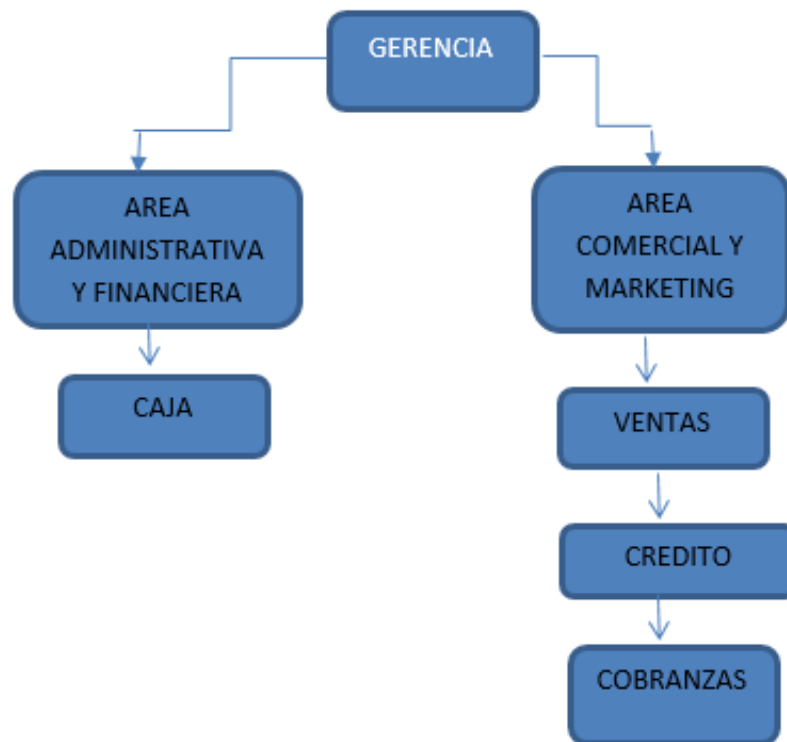 GERENCIA
AREA
ADMINISTRATIVA
Y FINANCIERA
AREA
COMERCIAL Y
MARKETING
CAJA
VENTAS
CREDITO
COBRANZAS